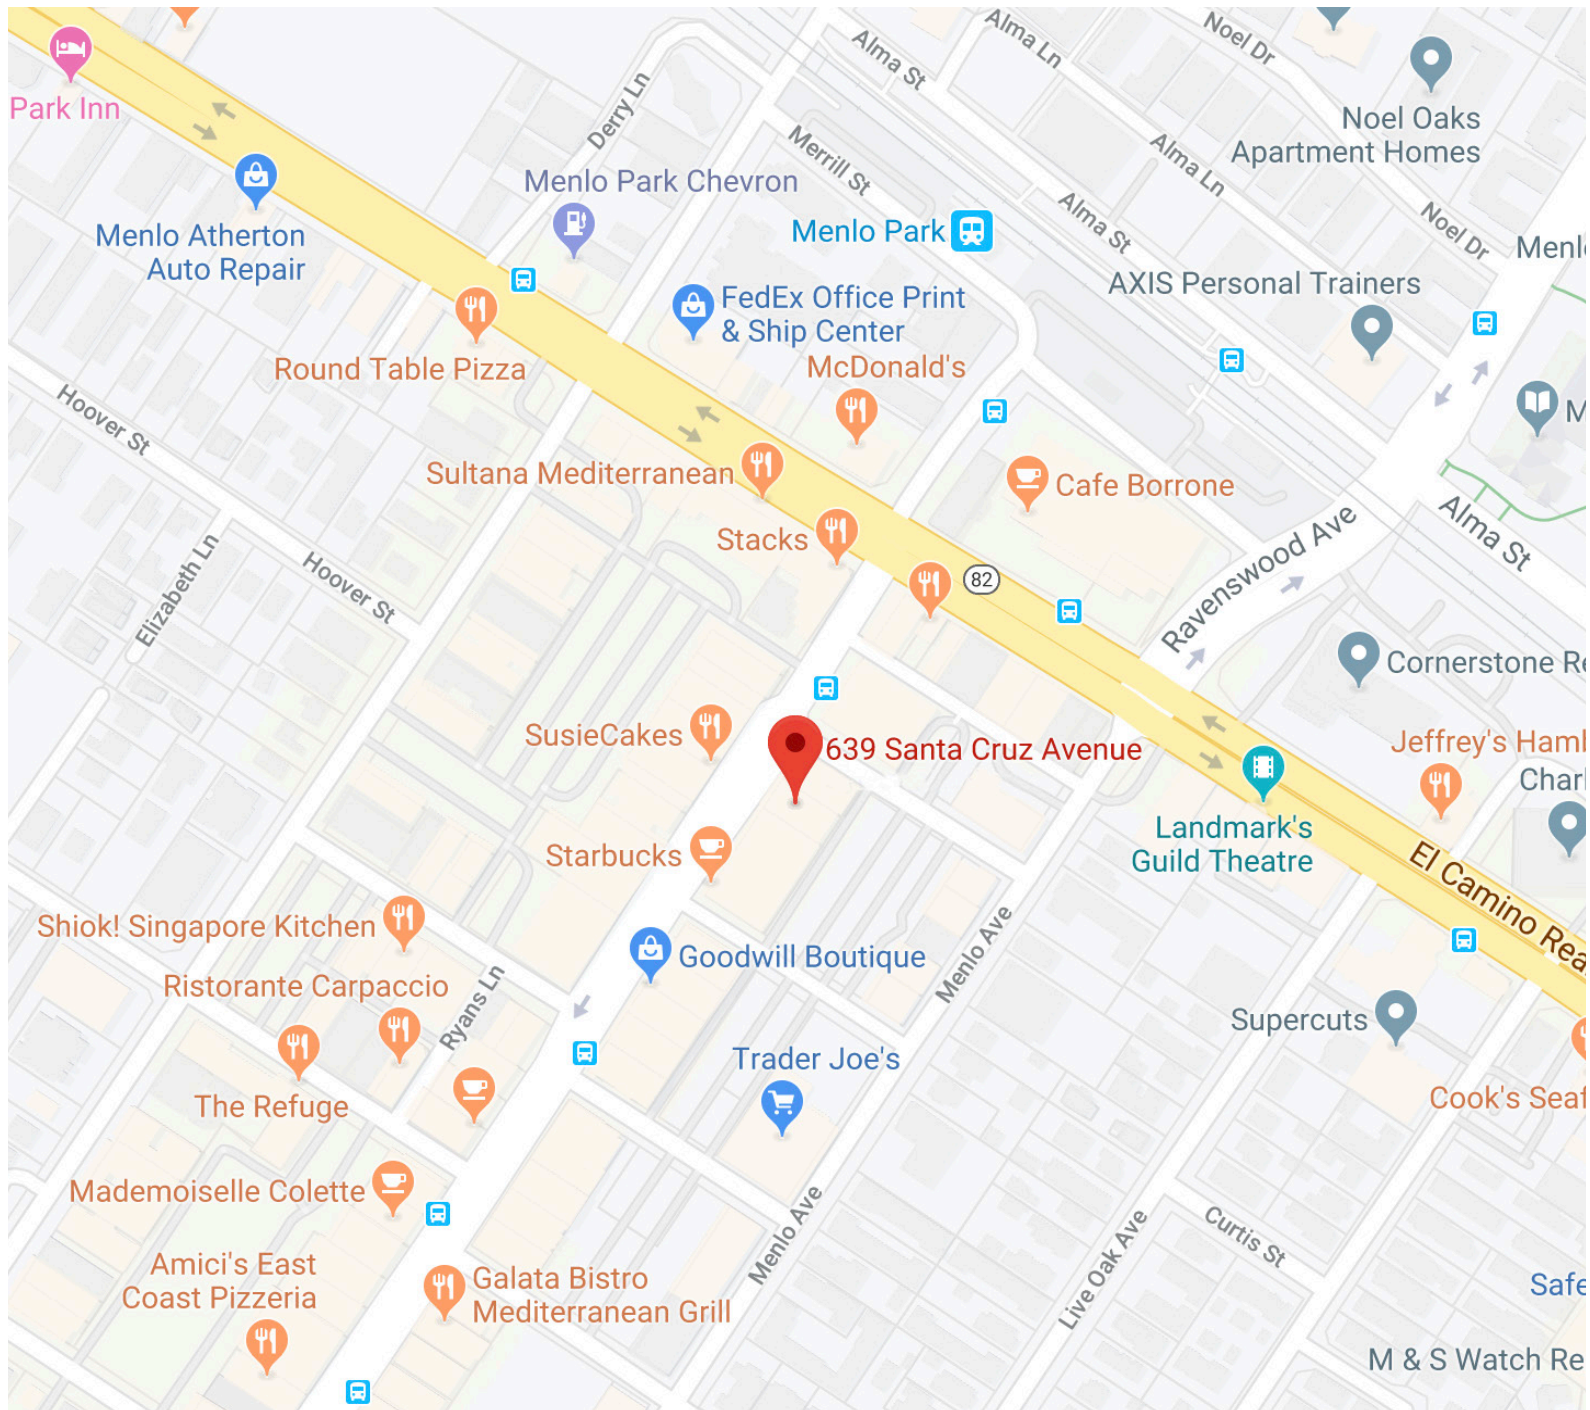 Park Inn
Alma St
Alma Ln
Noel Dr
Derry Ln
Merrill St
Noel Oaks
Apartment Homes
Alma Ln
Menlo Park Chevron
Alma St
Noel Dr
Menlo Park
Menl
Menlo Atherton
Auto Repair
AXIS Personal Trainers
FedEx Office Print
& Ship Center
Round Table Pizza
McDonald's
M
Hoover St
Sultana Mediterranean
Cafe Borrone
Stacks
82
Ravenswood Ave
Alma St
Elizabeth Ln
Hoover St
Cornerstone Re
SusieCakes
639 Santa Cruz Avenue
Jeffrey's Ham
Charl
Landmark's
Guild Theatre
Starbucks
El Camino Rea
Shiok! Singapore Kitchen
Goodwill Boutique
Menlo Ave
Ristorante Carpaccio
Ryans Ln
Supercuts
Trader Joe's
The Refuge
Cook's Seaf
Mademoiselle Colette
Menlo Ave
Live Oak Ave
Curtis St
Amici's East
Coast Pizzeria
Galata Bistro
Mediterranean Grill
Safe
M & S Watch Re